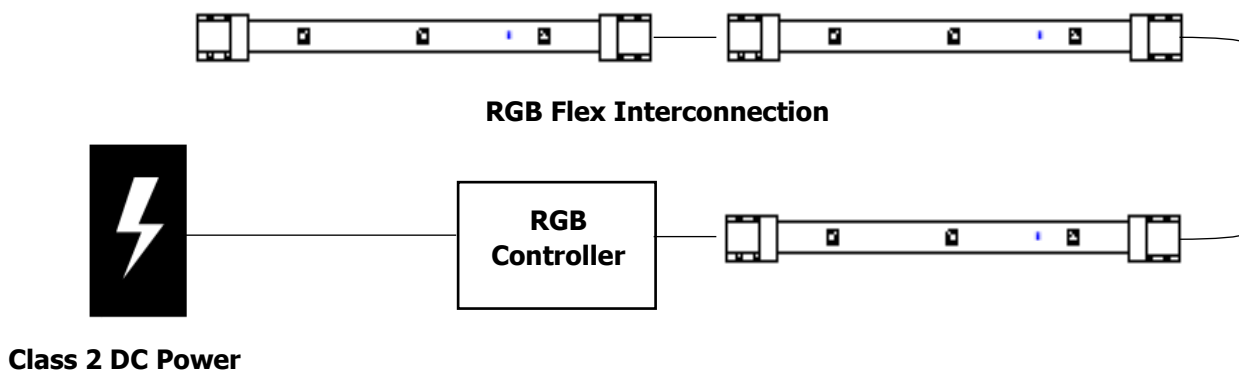 RGB Flex Interconnection
RGB
Controller
Class 2 DC Power